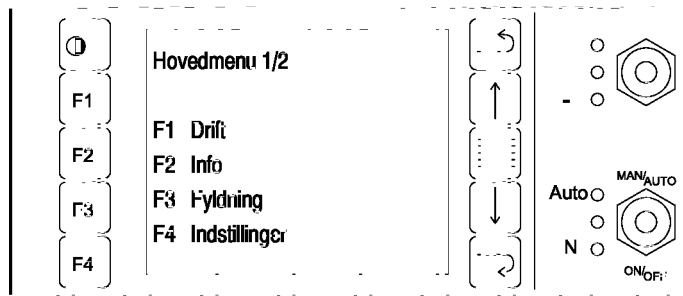 Hovedmenu 1/2
F1
F1 Drift
F2
F2 Info
F3
F3 Fyldning
F4 Indstillinger
F4
-
MAN/AUTO
Auto
N
ON/OFF